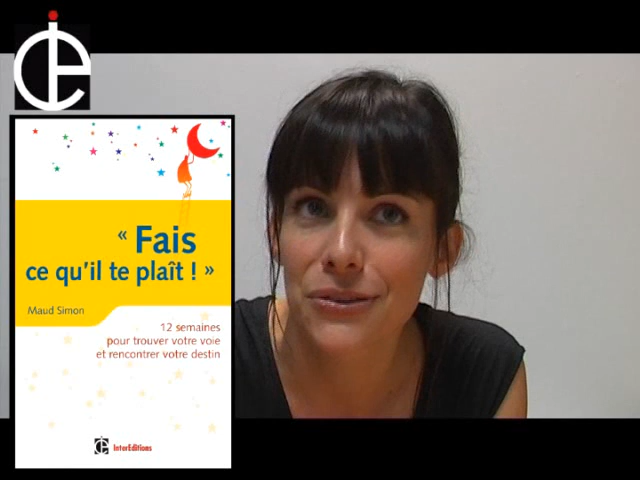 ie
« Fais
ce qu'il te plaît ! »
Maud Simon
12 semaines
pour trouver votre voie
et rencontrer votre destin
InterEditions